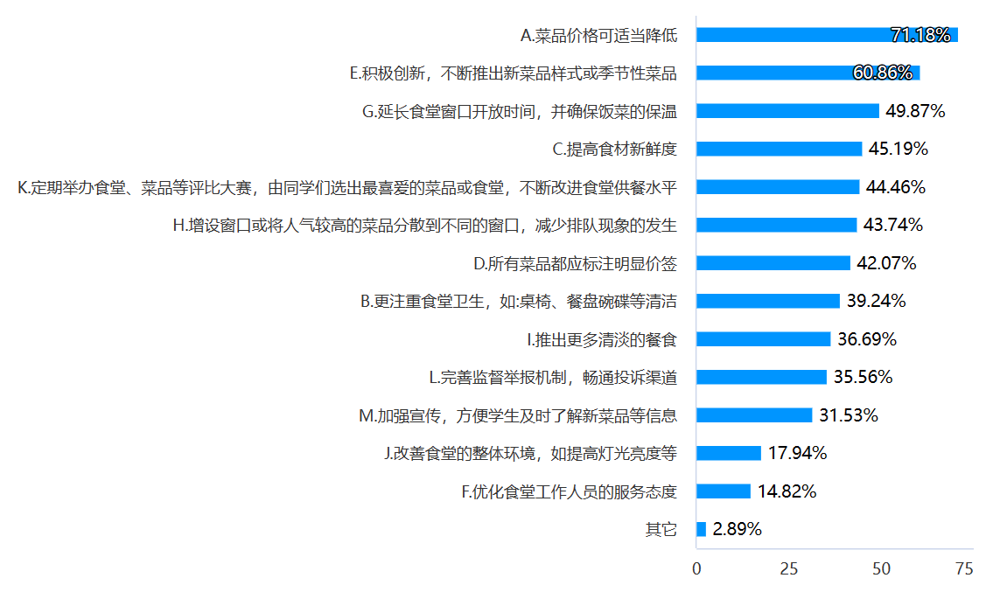 A.菜品价格可适当降低 71.18%
E.积极创新，不断推出新菜品样式或季节性菜品 60.86%
G.延长食堂窗口开放时间，并确保饭菜的保温 49.87%
C.提高食材新鲜度 45.19%
K.定期举办食堂、菜品等评比大赛，由同学们选出最喜爱的菜品或食堂，不断改进食堂供餐水平 44.46%
H.增设窗口或将人气较高的菜品分散到不同的窗口，减少排队现象的发生 43.74%
D.所有菜品都应标注明显价签 42.07%
B.更注重食堂卫生，如:桌椅、餐盘碗碟等清洁 39.24%
I.推出更多清淡的餐食 36.69%
L.完善监督举报机制，畅通投诉渠道 35.56%
M.加强宣传，方便学生及时了解新菜品等信息 31.53%
J.改善食堂的整体环境，如提高灯光亮度等 17.94%
F.优化食堂工作人员的服务态度 14.82%
其它 2.89%
0 25 50 75